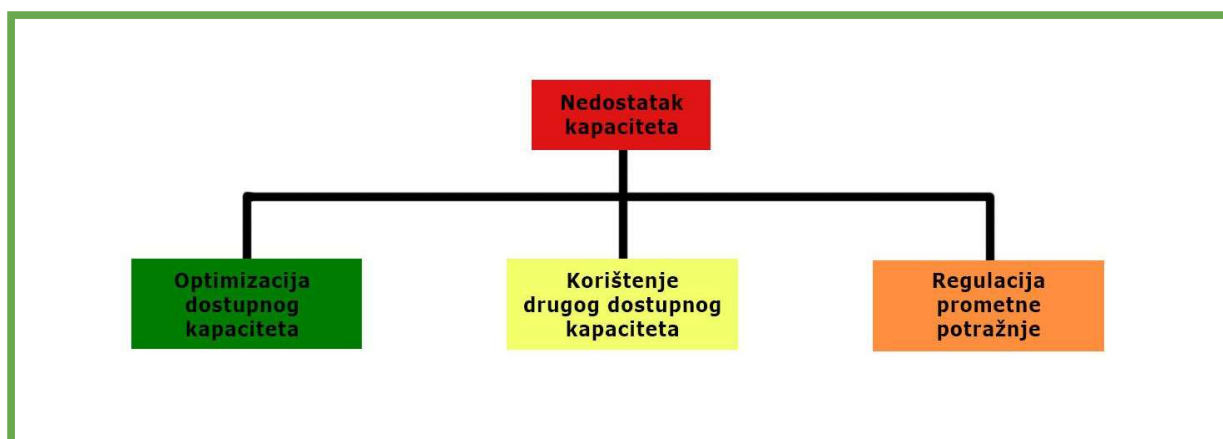 Nedostatak
kapaciteta
Optimizacija
dostupnog
kapaciteta
Korištenje
drugog dostupnog
kapaciteta
Regulacija
prometne
potražnje